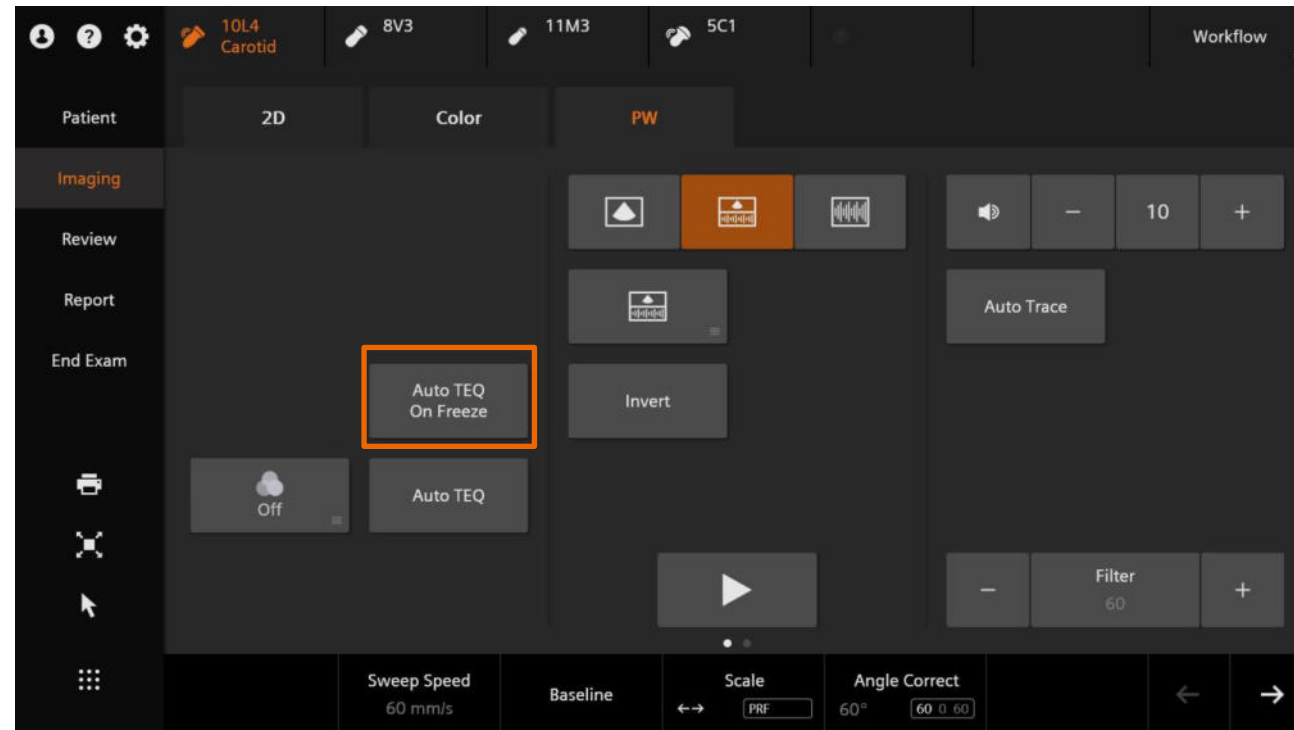 10L4
Carotid
8V3
11M3
5C1
Workflow
Patient
2D
Color
PW
Imaging
10
Review
Report
Auto Trace
End Exam
Auto TEQ
On Freeze
Invert
Off
Auto TEQ
Filter
60
Sweep Speed
60 mm/s
Baseline
Scale
PRF
Angle Correct
60°
60 0 60